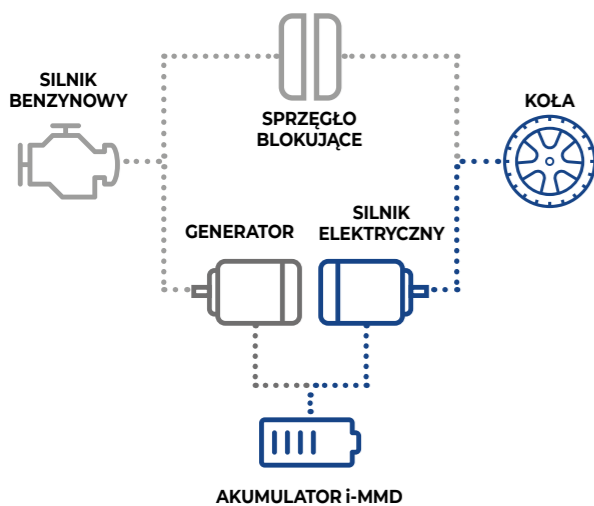 SILNIK
BENZYNOWY
SPRZĘGŁO
BLOKUJĄCE
KOŁA
GENERATOR
SILNIK
ELEKTRYCZNY
AKUMULATOR i-MMD